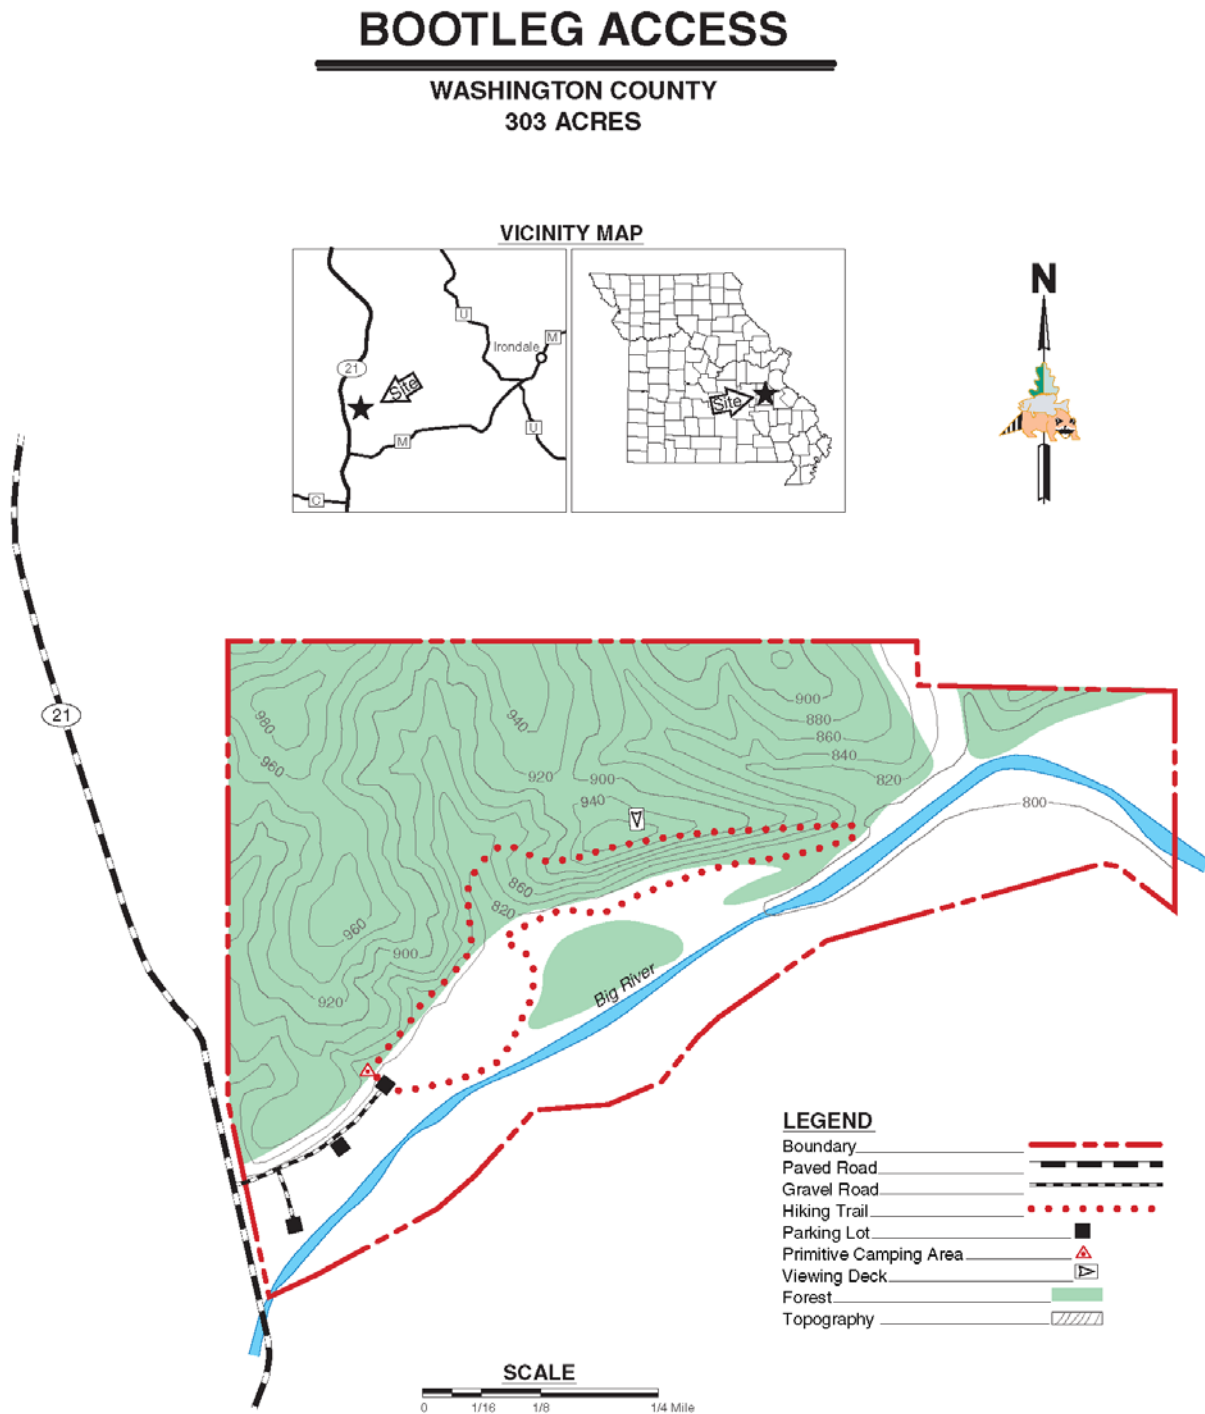 BOOTLEG ACCESS
WASHINGTON COUNTY
303 ACRES
VICINITY MAP
U
Irondale
M
21
Site
M
U
C
Site
N
21
980
960
940
920
900
940
900
880
860
840
820
800
860
820
960
900
920
Big River
LEGEND
Boundary
Paved Road
Gravel Road
Hiking Trail
Parking Lot
Primitive Camping Area
Viewing Deck
Forest
Topography
SCALE
0 1/16 1/8 1/4 Mile